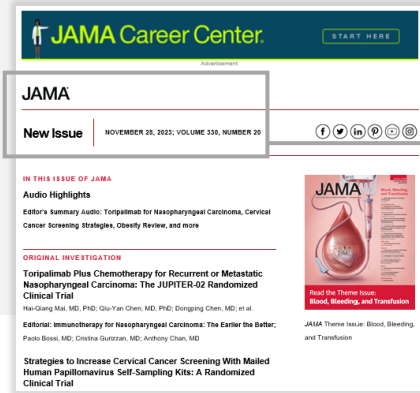 JAMA Career Center®
START HERE
Advertisement
JAMA
New Issue
NOVEMBER 28, 2023; VOLUME 330, NUMBER 20
IN THIS ISSUE OF JAMA
Audio Highlights
Editor's Summary Audio: Toripalimab for Nasopharyngeal Carcinoma, Cervical
Cancer Screening Strategies, Obesity Review, and more
ORIGINAL INVESTIGATION
Toripalimab Plus Chemotherapy for Recurrent or Metastatic
Nasopharyngeal Carcinoma: The JUPITER-02 Randomized
Clinical Trial
Hai-Qiang Mai, MD, PhD; Qiu-Yan Chen, MD, PhD; Dongping Chen, MD; et al.
Editorial: Immunotherapy for Nasopharyngeal Carcinoma: The Earlier the Better;
Paolo Bossi, MD; Cristina Gurizzan, MD; Anthony Chan, MD
Strategies to Increase Cervical Cancer Screening With Mailed
Human Papillomavirus Self-Sampling Kits: A Randomized
Clinical Trial
JAMA
Blood, Bleeding,
and Transfusion
Read the Theme Issue:
Blood, Bleeding, and Transfusion
JAMA Theme Issue: Blood, Bleeding,
and Transfusion